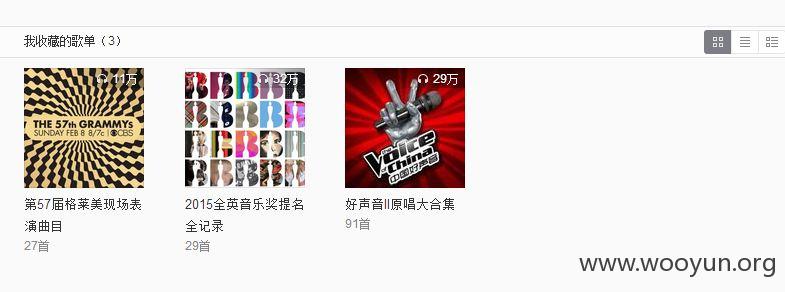 我收藏的歌单（3）
11万
32万
29万
THE 57th GRAMMYs
SUNDAY FEB 8 8/7c CBS
the
Voice
of
china
中国好声音
第57届格莱美现场表
演曲目
27首
2015全英音乐奖提名
全记录
29首
好声音II原唱大合集
91首
www.wooyun.org